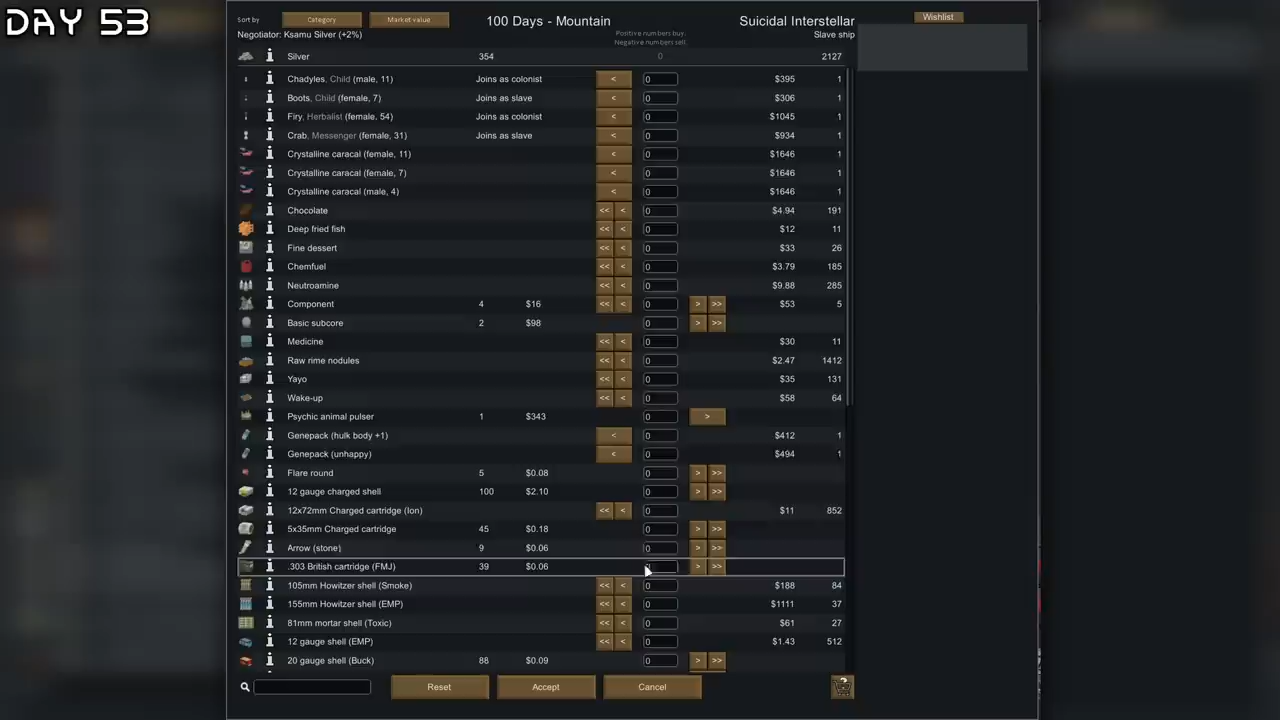 DAY 53
Sort by Category Market value 100 Days - Mountain Suicidal Interstellar Wishlist
Negotiator: Ksamu Silver (+2%) Positive numbers buy. Slave ship
Negative numbers sell.
Silver 354 0 2127
Chadyles, Child (male, 11) Joins as colonist < 0 $395 1
Boots, Child (female, 7) Joins as slave < 0 $306 1
Firy, Herbalist (female, 54) Joins as colonist < 0 $1045 1
Crab, Messenger (female, 31) Joins as slave < 0 $934 1
Crystalline caracal (female, 11) < 0 $1646 1
Crystalline caracal (female, 7) < 0 $1646 1
Crystalline caracal (male, 4) < 0 $1646 1
Chocolate << < 0 $4.94 191
Deep fried fish << < 0 $12 11
Fine dessert << < 0 $33 26
Chemfuel << < 0 $3.79 185
Neutroamine << < 0 $9.88 285
Component 4 $16 << < 0 > >> $53 5
Basic subcore 2 $98 0 > >>
Medicine << < 0 $30 11
Raw rime nodules << < 0 $2.47 1412
Yayo << < 0 $35 131
Wake-up << < 0 $58 64
Psychic animal pulser 1 $343 0 >
Genepack (hulk body +1) < 0 $412 1
Genepack (unhappy) < 0 $494 1
Flare round 5 $0.08 0 > >>
12 gauge charged shell 100 $2.10 0 > >>
12x72mm Charged cartridge (Ion) << < 0 $11 852
5x35mm Charged cartridge 45 $0.18 0 > >>
Arrow (stone) 9 $0.06 0 > >>
.303 British cartridge (FMJ) 39 $0.06 > >>
105mm Howitzer shell (Smoke) << < 0 $188 84
155mm Howitzer shell (EMP) << < 0 $1111 37
81mm mortar shell (Toxic) << < 0 $61 27
12 gauge shell (EMP) << < 0 $1.43 512
20 gauge shell (Buck) 88 $0.09 0 > >>
Reset Accept Cancel ?